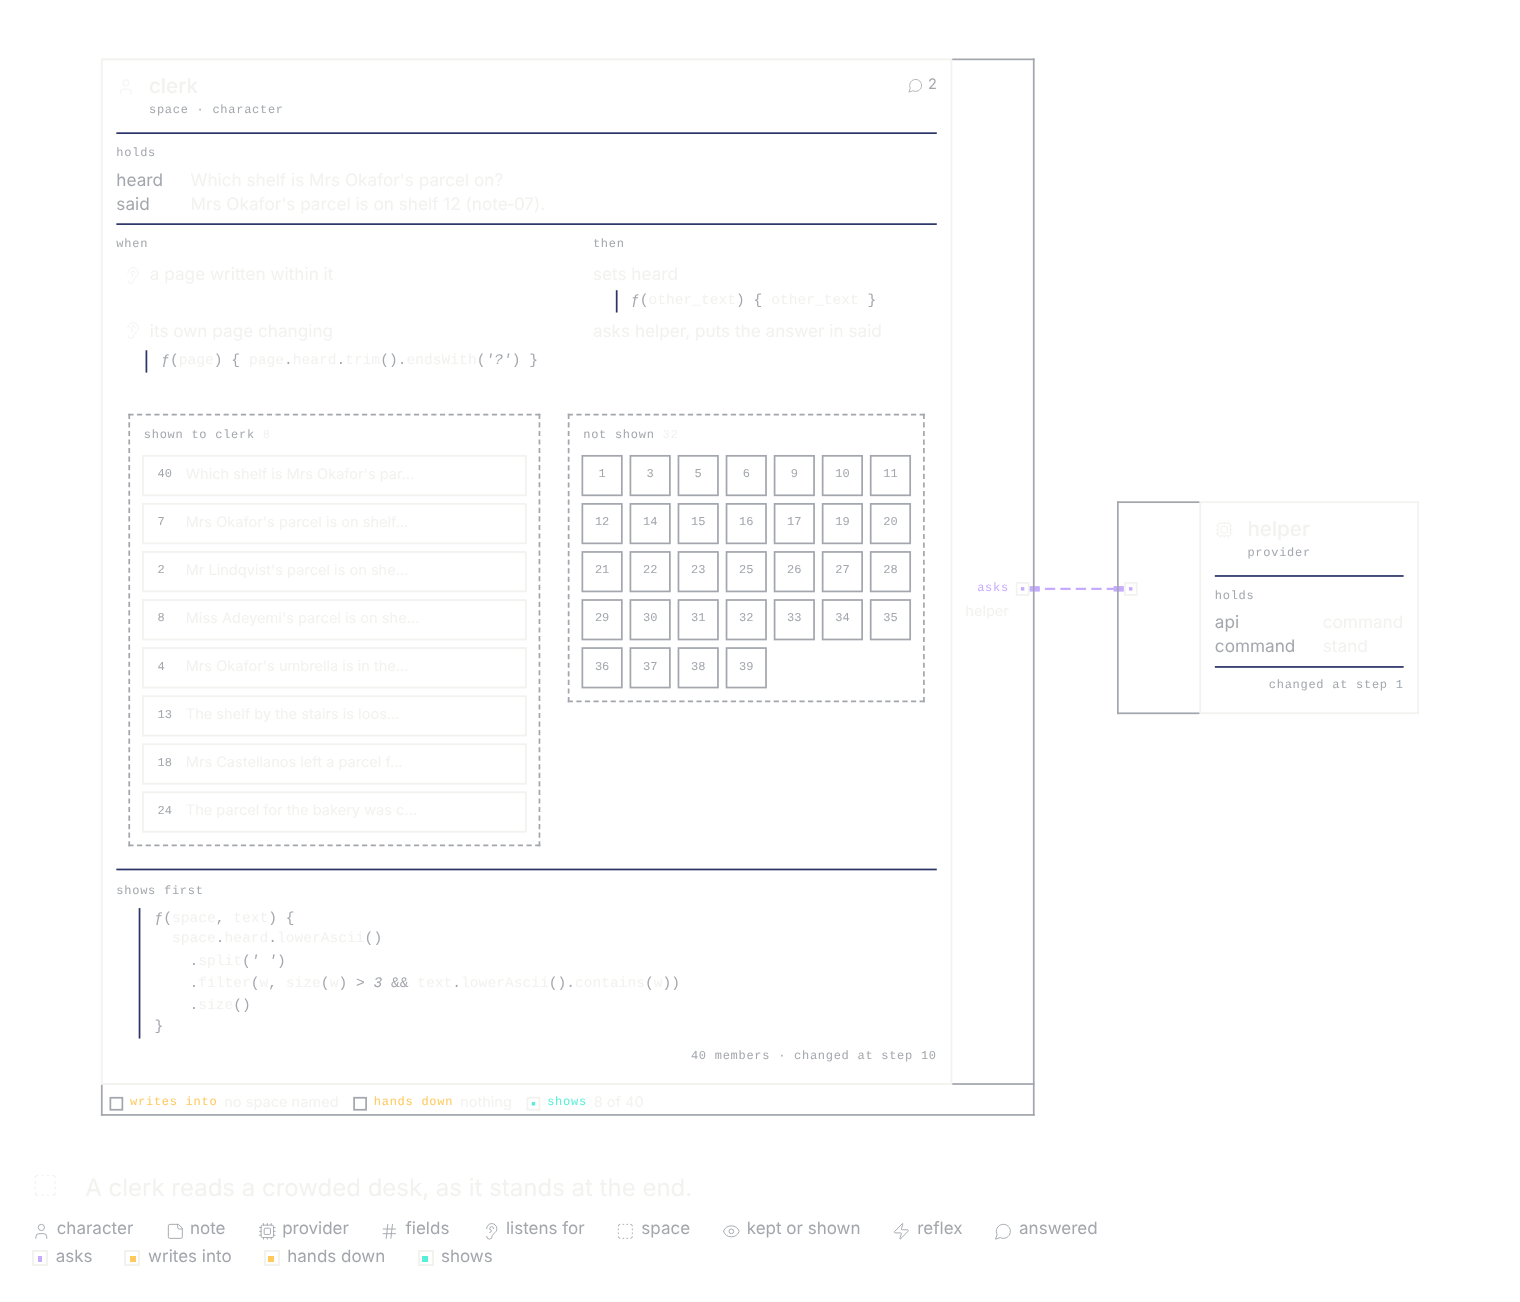 clerk
2
space · character
holds
heard Which shelf is Mrs Okafor's parcel on?
said Mrs Okafor's parcel is on shelf 12 (note-07).
when then
a page written within it sets heard
ƒ(other_text) { other_text }
its own page changing asks helper, puts the answer in said
ƒ(page) { page.heard.trim().endsWith('?') }
shown to clerk 8
40 Which shelf is Mrs Okafor's par...
7 Mrs Okafor's parcel is on shelf...
2 Mr Lindqvist's parcel is on she...
8 Miss Adeyemi's parcel is on she...
4 Mrs Okafor's umbrella is in the...
13 The shelf by the stairs is loos...
18 Mrs Castellanos left a parcel f...
24 The parcel for the bakery was c...
not shown 32
1 3 5 6 9 10 11
12 14 15 16 17 19 20
21 22 23 25 26 27 28
29 30 31 32 33 34 35
36 37 38 39
shows first
ƒ(space, text) {
space.heard.lowerAscii()
.split(' ')
.filter(w, size(w) > 3 && text.lowerAscii().contains(w))
.size()
}
40 members · changed at step 10
writes into no space named hands down nothing shows 8 of 40
asks
helper
helper
provider
holds
api command
command stand
changed at step 1
A clerk reads a crowded desk, as it stands at the end.
character note provider fields listens for space kept or shown reflex answered
asks writes into hands down shows